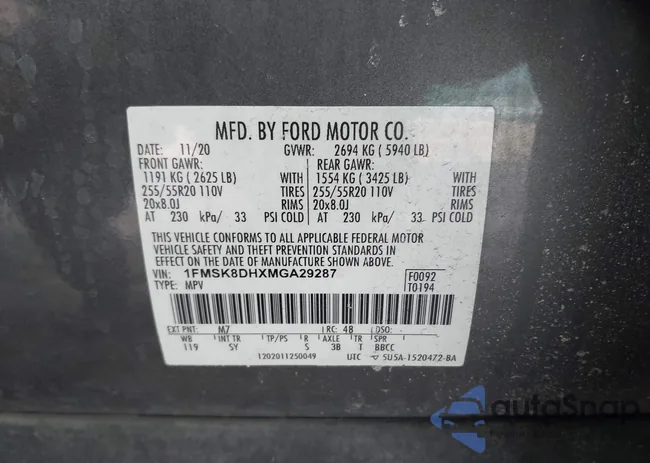 MFD. BY FORD MOTOR CO.
DATE: 11/20 GVWR: 2694 KG ( 5940 LB)
FRONT GAWR: REAR GAWR:
1191 KG ( 2625 LB) WITH 1554 KG ( 3425 LB) WITH
255/55R20 110V TIRES 255/55R20 110V TIRES
20x8.0J RIMS 20x8.0J RIMS
AT 230 kPa/ 33 PSI COLD AT 230 kPa/ 33 PSI COLD
THIS VEHICLE CONFORMS TO ALL APPLICABLE FEDERAL MOTOR
VEHICLE SAFETY AND THEFT PREVENTION STANDARDS IN
EFFECT ON THE DATE OF MANUFACTURE SHOWN ABOVE.
VIN: 1FMSK8DHXMGA29287 F0092
TYPE: MPV T0194
EXT PNT: M7 RC: 48 DSO:
WB INT TR TP/PS R AXLE TR SPR
119 SY S 3B T BBCC
1202011250049 UTC 5U5A-1520472-BA
autoSnap